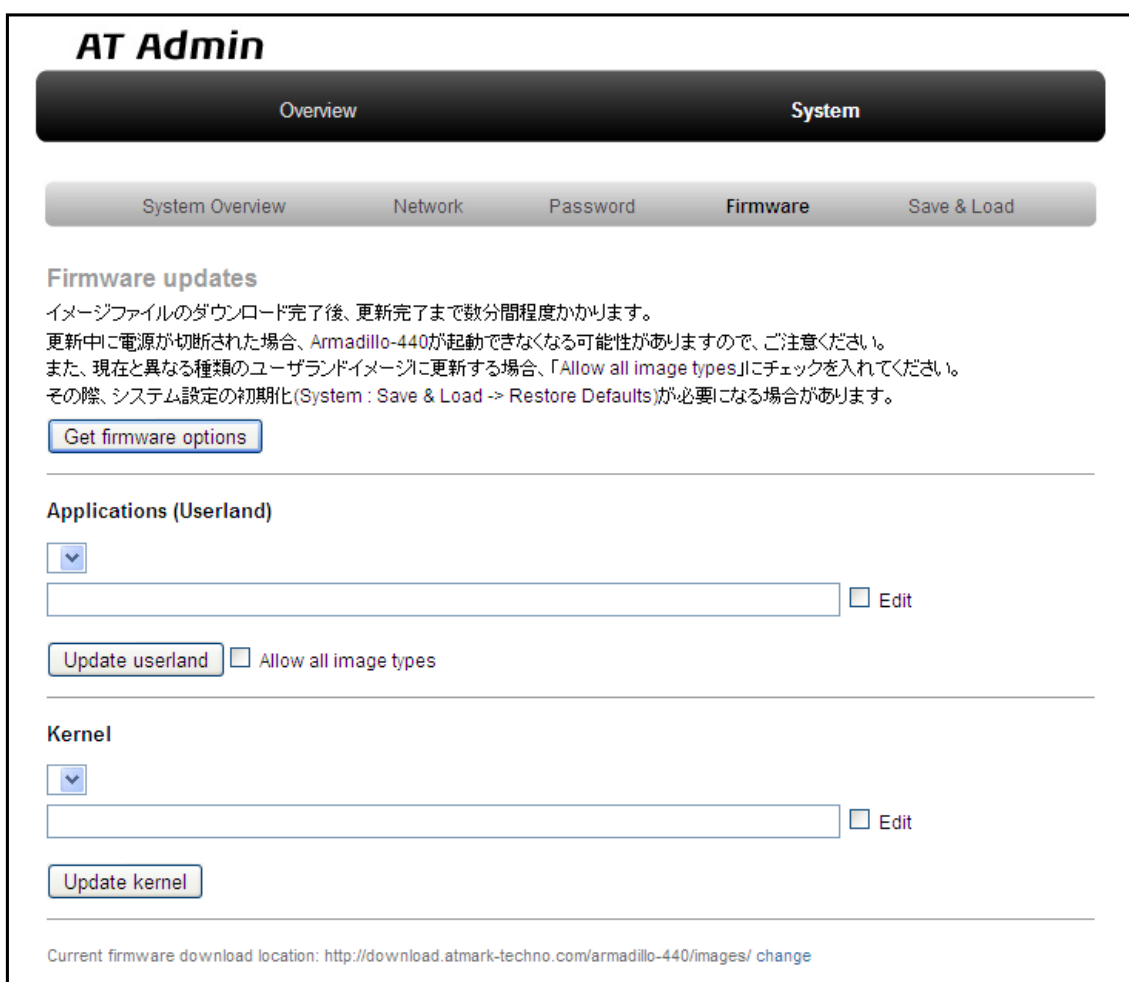 AT Admin
Overview System
System Overview Network Password Firmware Save & Load
Firmware updates
イメージファイルのダウンロード完了後、更新完了まで数分間程度かかります。
更新中に電源が切断された場合、Armadillo-440が起動できなくなる可能性がありますので、ご注意ください。
また、現在と異なる種類のユーザランドイメージに更新する場合、「Allow all image types」にチェックを入れてください。
その際、システム設定の初期化(System : Save & Load -> Restore Defaults)が必要になる場合があります。
Get firmware options
Applications (Userland)
Edit
Update userland Allow all image types
Kernel
Edit
Update kernel
Current firmware download location: http://download.atmark-techno.com/armadillo-440/images/ change